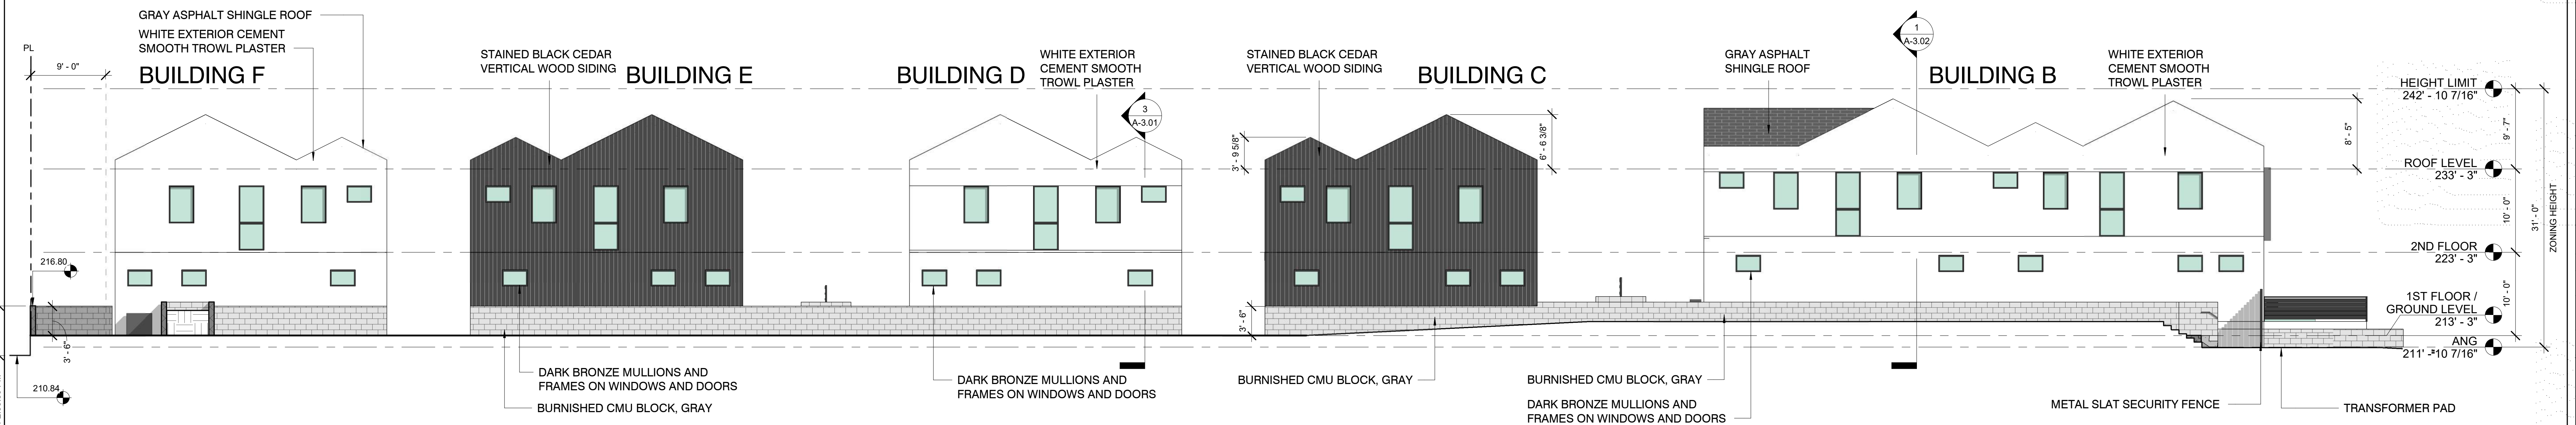 GRAY ASPHALT SHINGLE ROOF
WHITE EXTERIOR CEMENT
SMOOTH TROWL PLASTER
PL
9' - 0"
BUILDING F
STAINED BLACK CEDAR
VERTICAL WOOD SIDING
BUILDING E
BUILDING D
WHITE EXTERIOR
CEMENT SMOOTH
TROWL PLASTER
3
A-3.01
STAINED BLACK CEDAR
VERTICAL WOOD SIDING
BUILDING C
GRAY ASPHALT
SHINGLE ROOF
1
A-3.02
BUILDING B
WHITE EXTERIOR
CEMENT SMOOTH
TROWL PLASTER
HEIGHT LIMIT
242' - 10 7/16"
9' - 7"
3' - 9 5/8"
6' - 6 3/8"
8' - 5"
ROOF LEVEL
233' - 3"
10' - 0"
31' - 0"
ZONING HEIGHT
2ND FLOOR
223' - 3"
10' - 0"
1ST FLOOR /
GROUND LEVEL
213' - 3"
ANG
211' - 10 7/16"
216.80
3' - 6"
210.84
3' - 6"
DARK BRONZE MULLIONS AND
FRAMES ON WINDOWS AND DOORS
BURNISHED CMU BLOCK, GRAY
DARK BRONZE MULLIONS AND
FRAMES ON WINDOWS AND DOORS
BURNISHED CMU BLOCK, GRAY
BURNISHED CMU BLOCK, GRAY
DARK BRONZE MULLIONS AND
FRAMES ON WINDOWS AND DOORS
METAL SLAT SECURITY FENCE
TRANSFORMER PAD